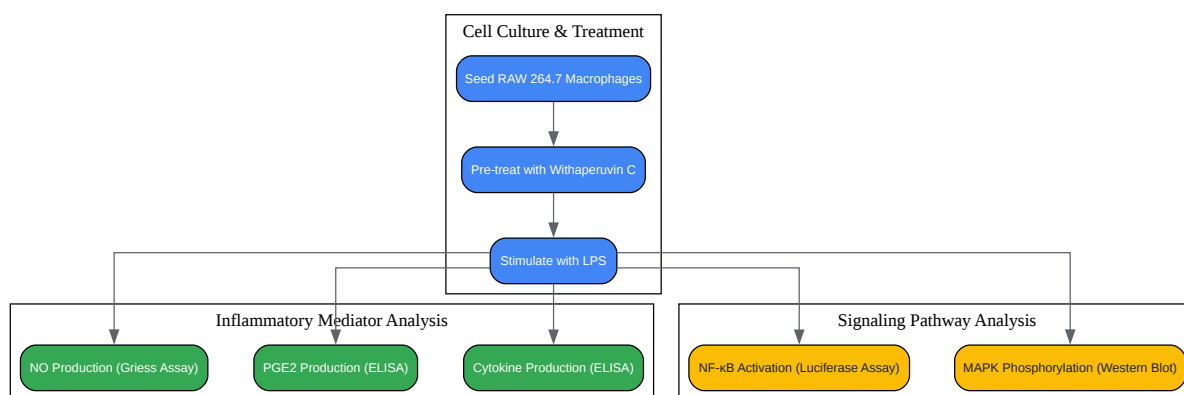 Cell Culture & Treatment
Seed RAW 264.7 Macrophages
Pre-treat with Withaperuvin C
Stimulate with LPS
Inflammatory Mediator Analysis
NO Production (Griess Assay)
PGE2 Production (ELISA)
Cytokine Production (ELISA)
Signaling Pathway Analysis
NF-κB Activation (Luciferase Assay)
MAPK Phosphorylation (Western Blot)